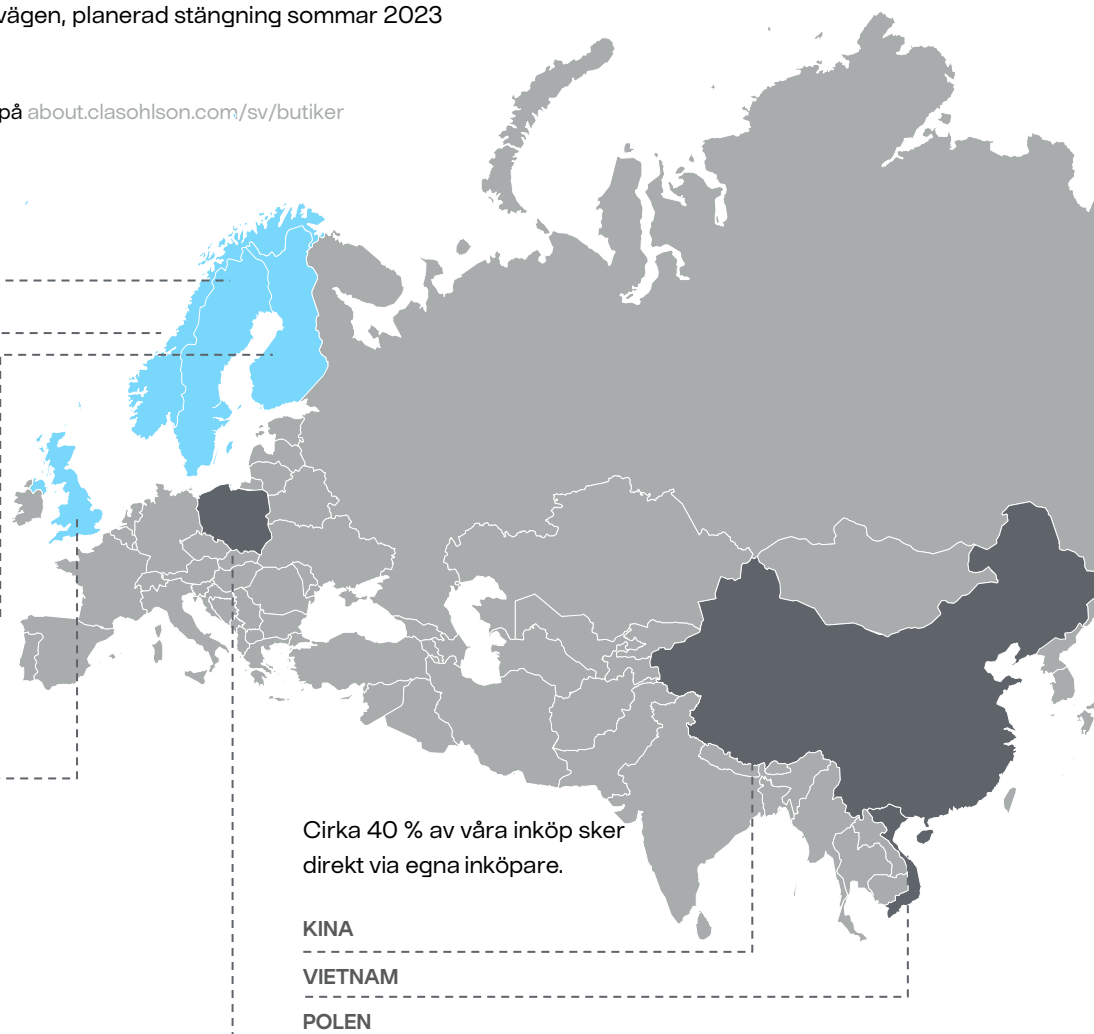 vägen, planerad stängning sommar 2023
på about.clasohlson.com/sv/butiker
Cirka 40 % av våra inköp sker
direkt via egna inköpare.
KINA
VIETNAM
POLEN